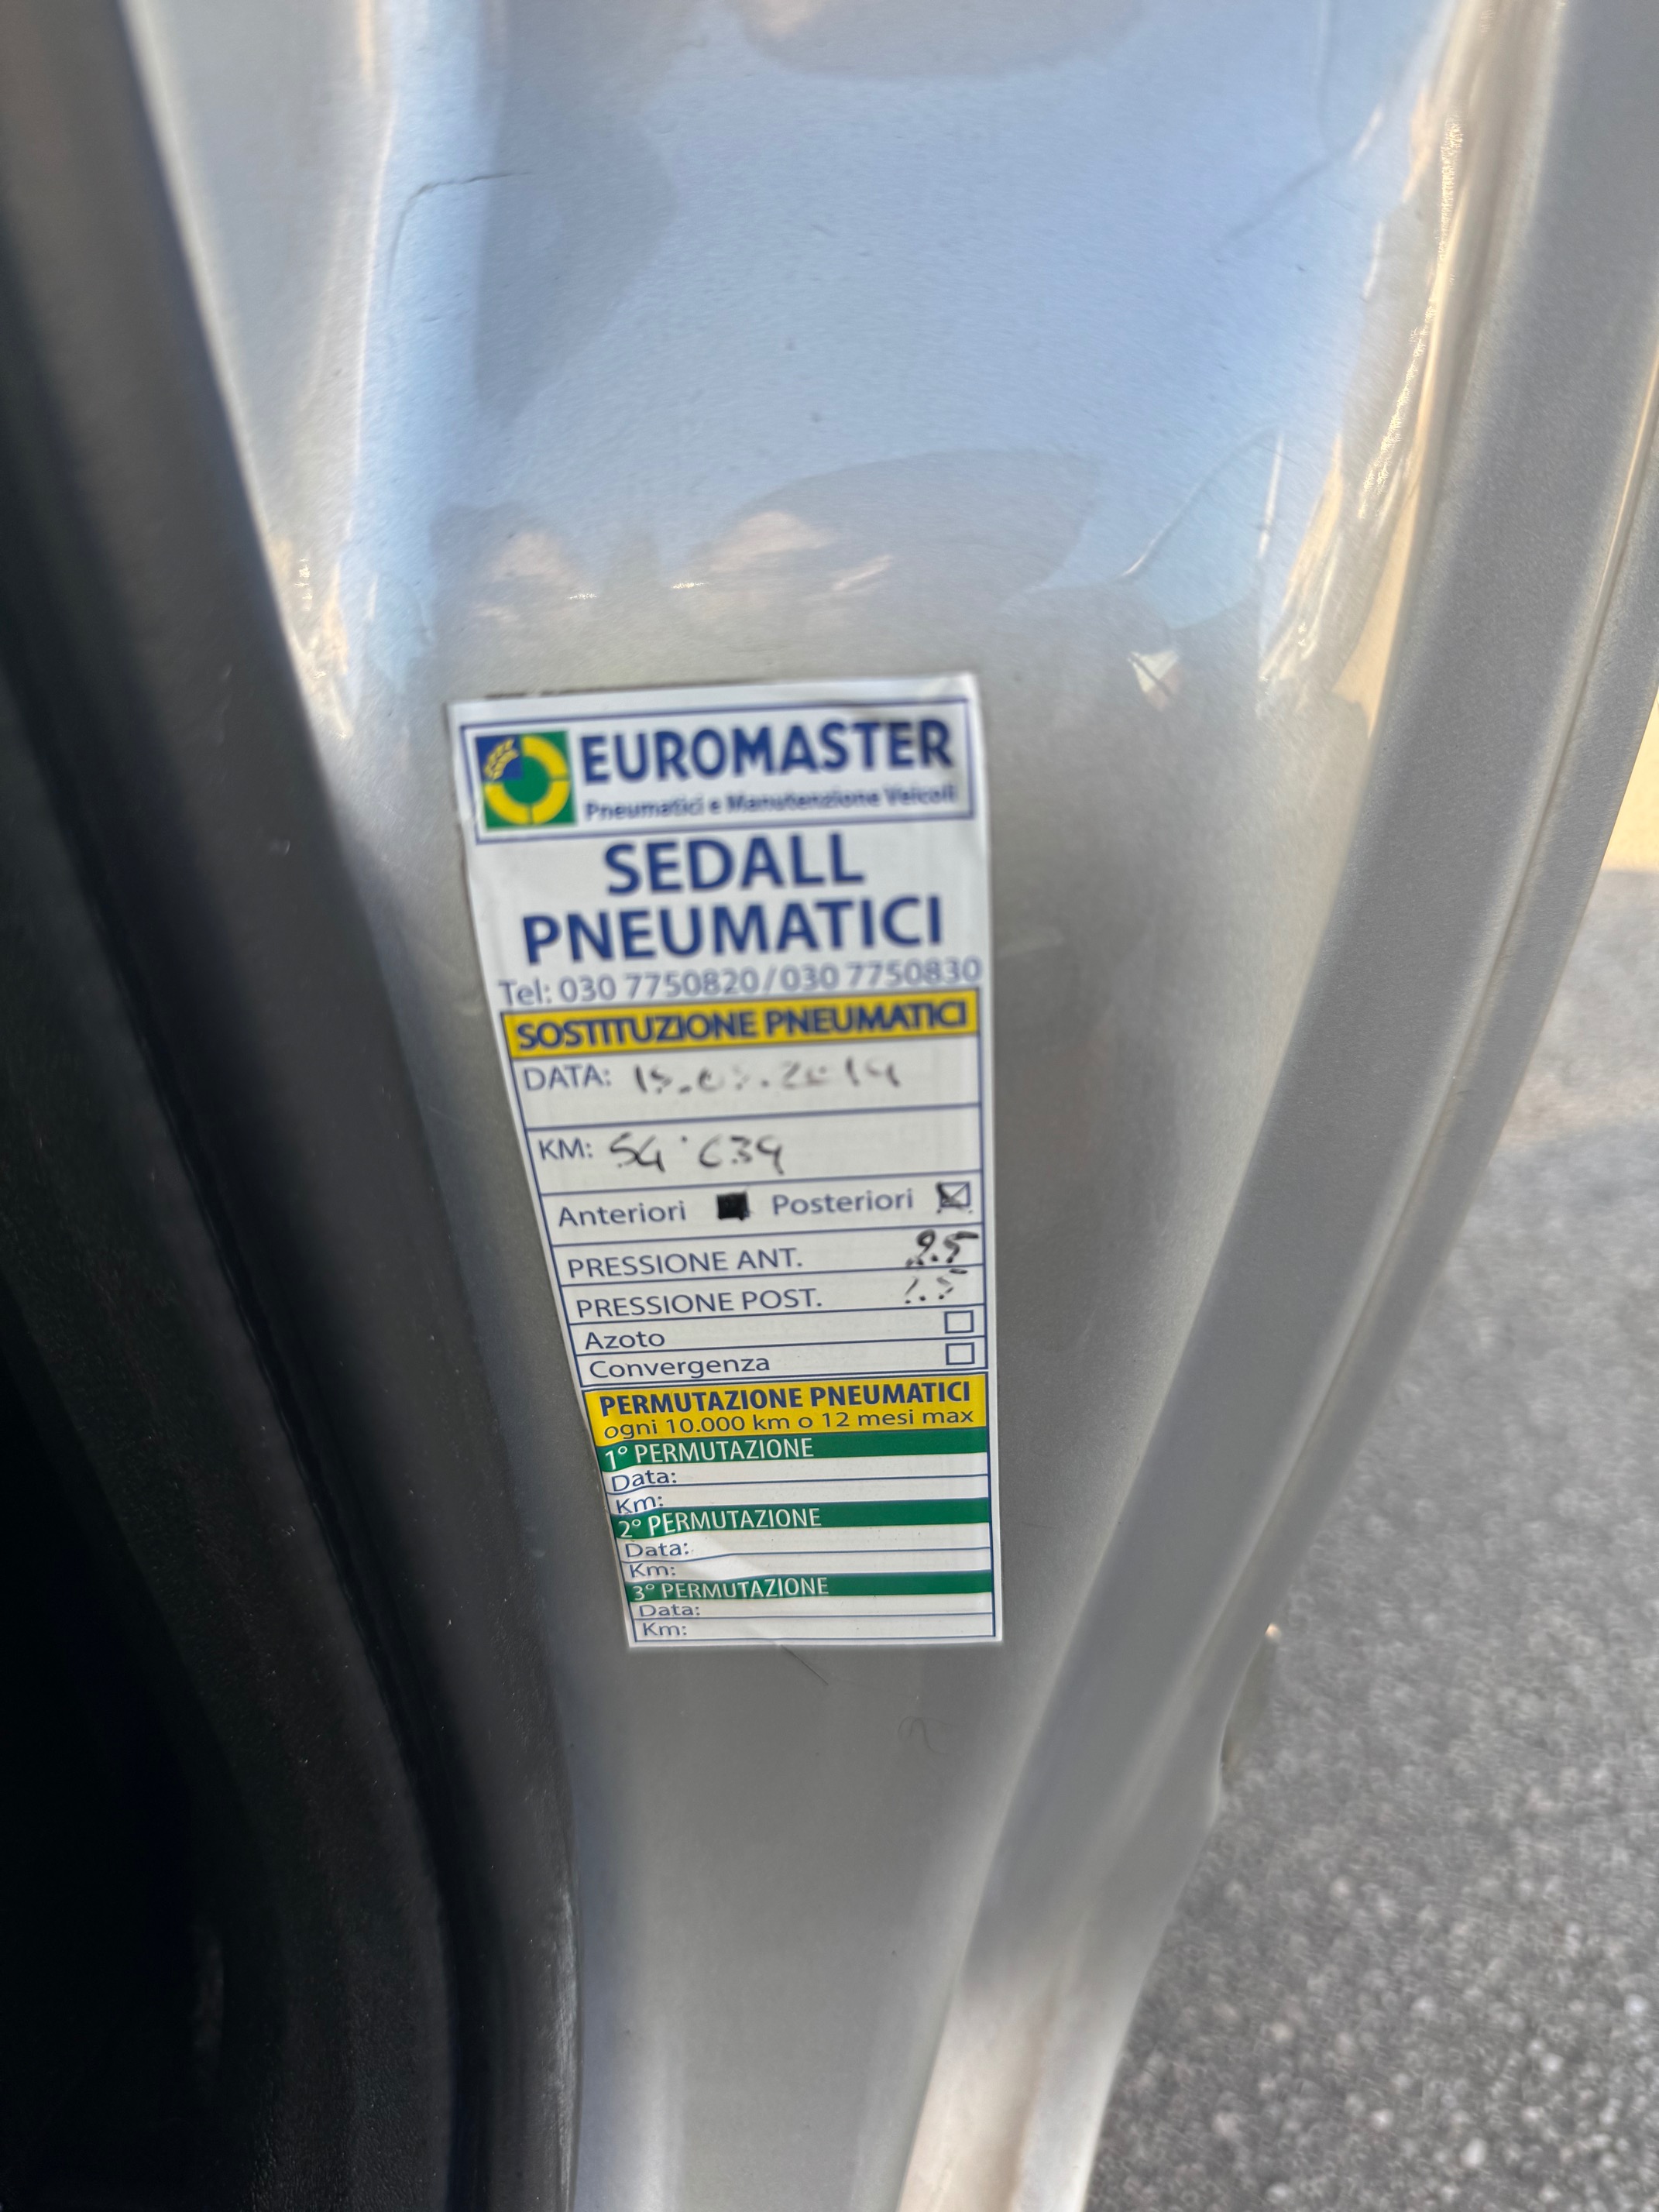 EUROMASTER
Pneumatici e Manutenzione Veicoli
SEDALL
PNEUMATICI
Tel: 030 7750820/030 7750830
SOSTITUZIONE PNEUMATICI
DATA:
KM: 54'639
Anteriori Posteriori
PRESSIONE ANT. 2.5
PRESSIONE POST.
Azoto
Convergenza
PERMUTAZIONE PNEUMATICI
ogni 10.000 km o 12 mesi max
1° PERMUTAZIONE
Data:
Km:
2° PERMUTAZIONE
Data:
Km:
3° PERMUTAZIONE
Data:
Km: